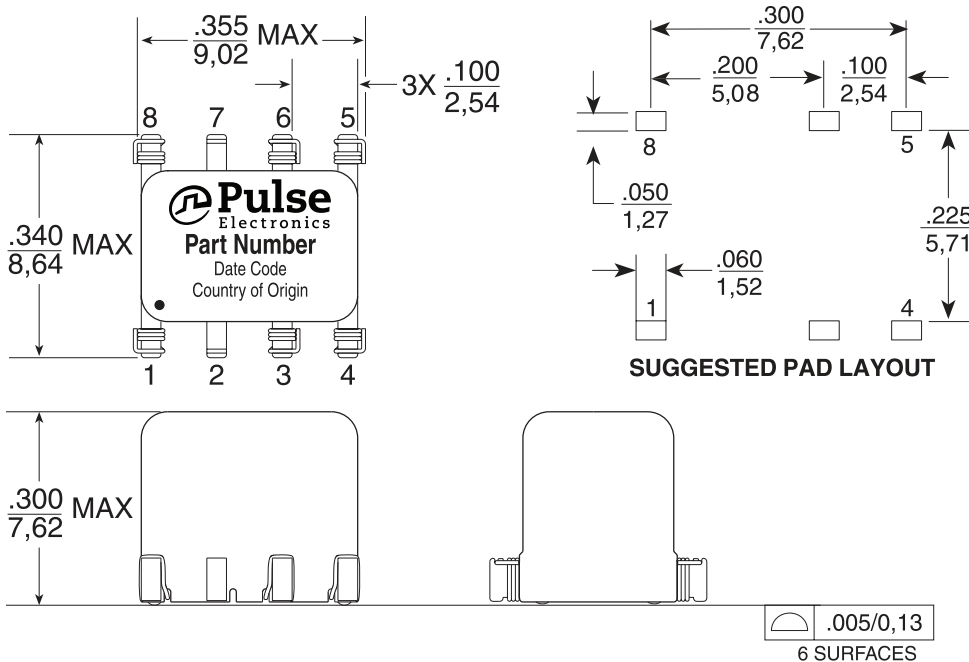 .355 MAX
9,02
3X .100
2,54
8 7 6 5
.340 MAX
8,64
Pulse
Electronics
Part Number
Date Code
Country of Origin
1 2 3 4
.300
7,62
.200
5,08
.100
2,54
8
5
.050
1,27
.225
5,71
.060
1,52
1
4
SUGGESTED PAD LAYOUT
.300 MAX
7,62
.005/0,13
6 SURFACES